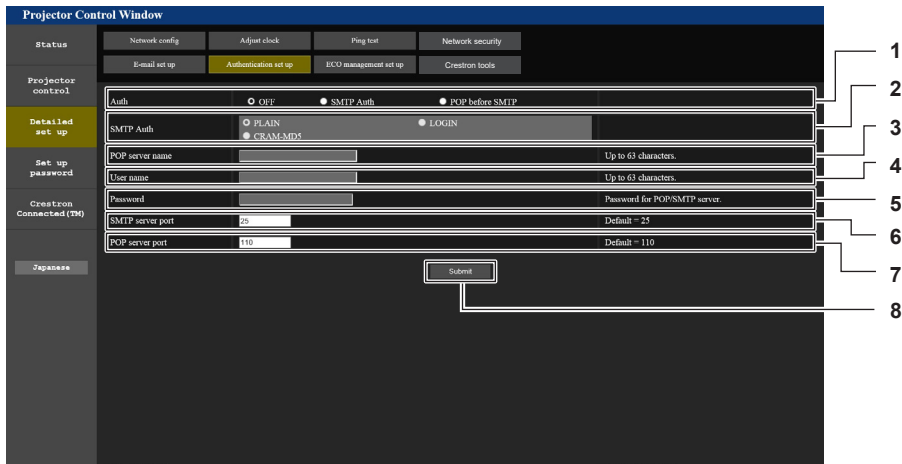 Projector Control Window
Status
Network config Adjust clock Ping test Network security
E-mail set up Authentication set up ECO management set up Crestron tools
Projector
control
Detailed
set up
Set up
password
Crestron
Connected(TM)
Japanese
Auth OFF SMTP Auth POP before SMTP
SMTP Auth PLAIN LOGIN
CRAM-MD5
POP server name Up to 63 characters.
User name Up to 63 characters.
Password Password for POP/SMTP server.
SMTP server port 25 Default = 25
POP server port 110 Default = 110
Submit
1
2
3
4
5
6
7
8